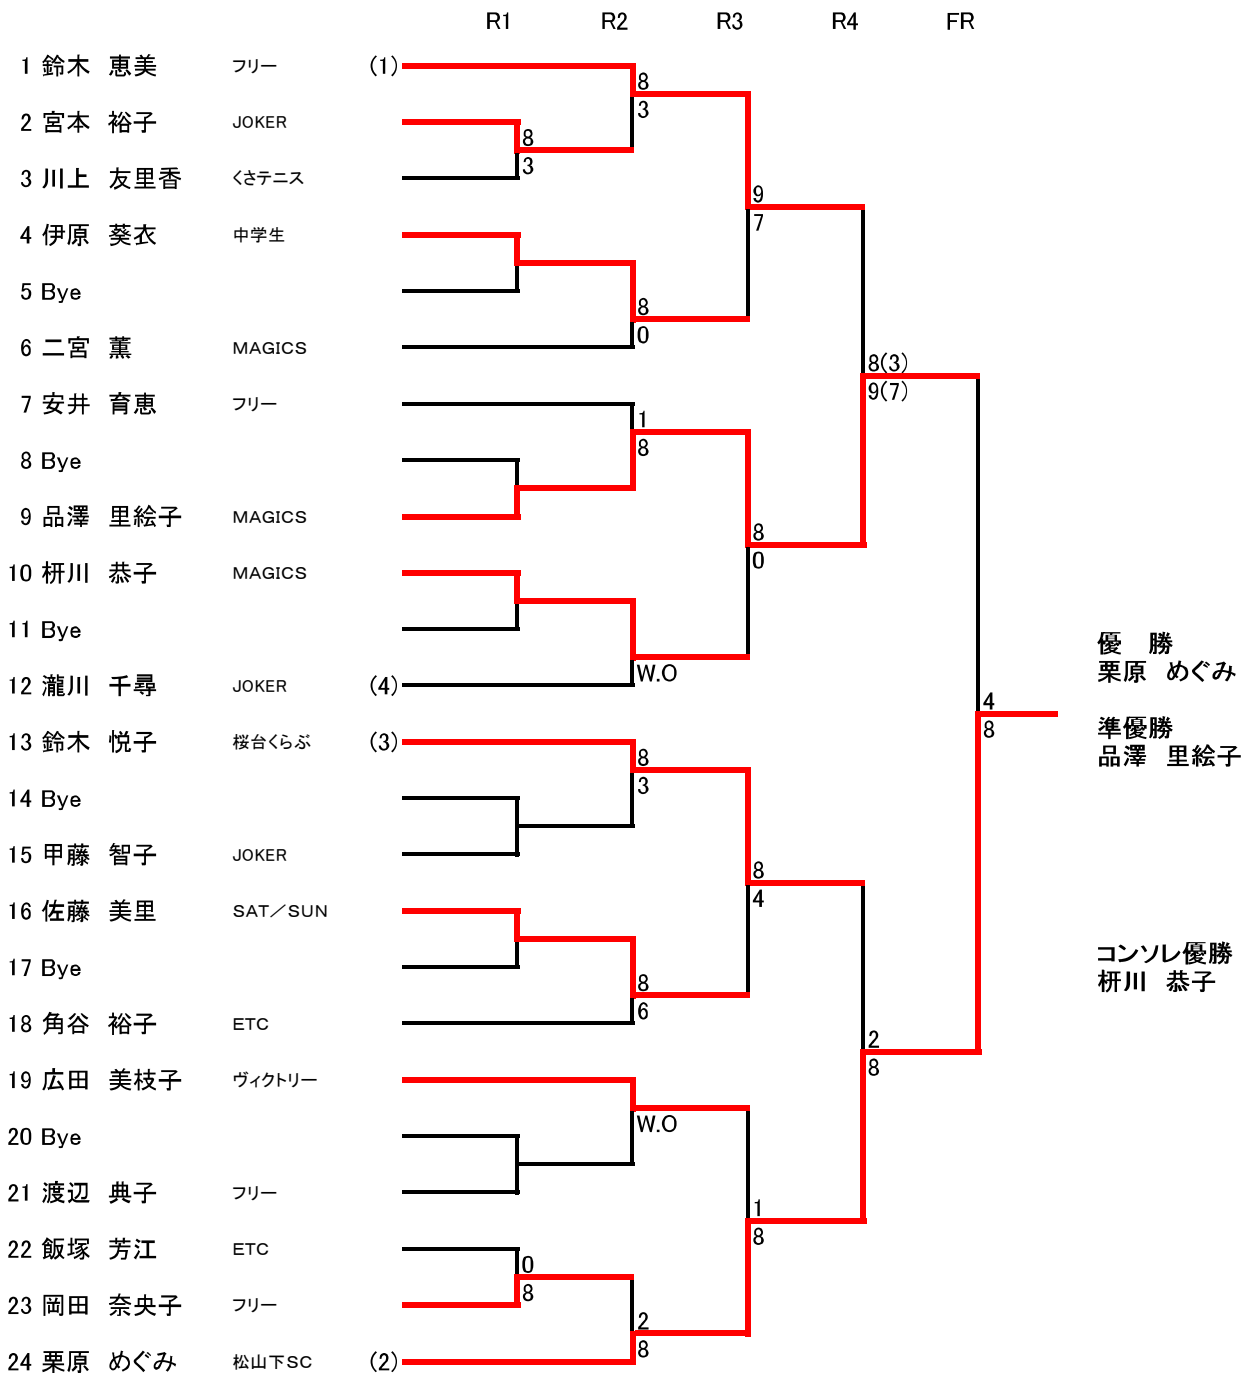 R1 R2 R3 R4 FR
1 鈴木 恵美 フリー (1)
8
3
2 宮本 裕子 JOKER
8
3
3 川上 友里香 くさテニス
9
7
4 伊原 葵衣 中学生
5 Bye
8
0
6 二宮 薫 MAGICS
8(3)
9(7)
7 安井 育恵 フリー
1
8
8 Bye
9 品澤 里絵子 MAGICS
8
0
10 枡川 恭子 MAGICS
11 Bye
優 勝
栗原 めぐみ
W.O
12 瀧川 千尋 JOKER (4)
4
8
準優勝
品澤 里絵子
13 鈴木 悦子 桜台くらぶ (3)
8
3
14 Bye
15 甲藤 智子 JOKER
8
4
16 佐藤 美里 SAT/SUN
コンソレ優勝
枡川 恭子
17 Bye
8
6
18 角谷 裕子 ETC
2
8
19 広田 美枝子 ヴィクトリー
W.O
20 Bye
21 渡辺 典子 フリー
1
8
22 飯塚 芳江 ETC
0
8
23 岡田 奈央子 フリー
2
8
24 栗原 めぐみ 松山下SC (2)